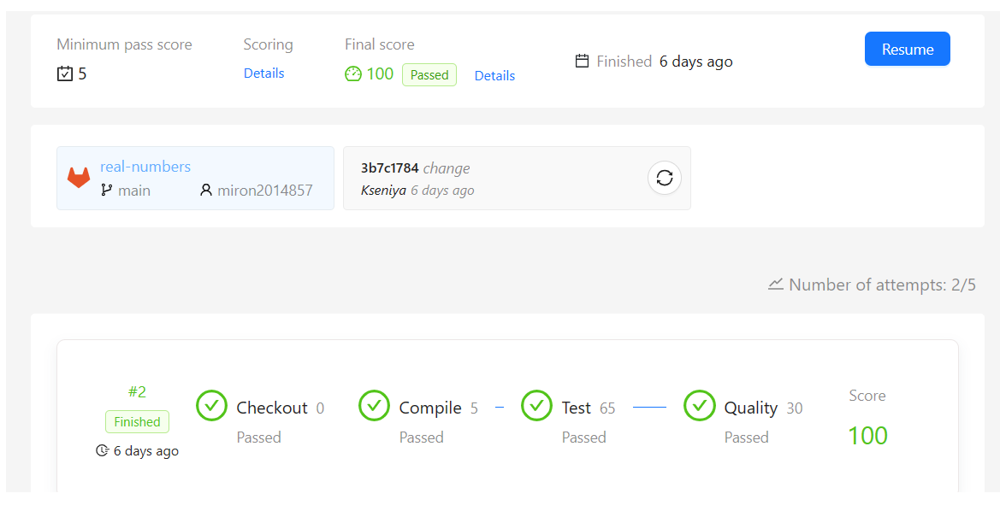 Minimum pass score
5
Scoring
Details
Final score
100 Passed Details
Finished 6 days ago
Resume
real-numbers
main miron2014857
3b7c1784 change
Kseniya 6 days ago
Number of attempts: 2/5
#2
Finished
6 days ago
Checkout 0
Passed
Compile 5
Passed
Test 65
Passed
Quality 30
Passed
Score
100